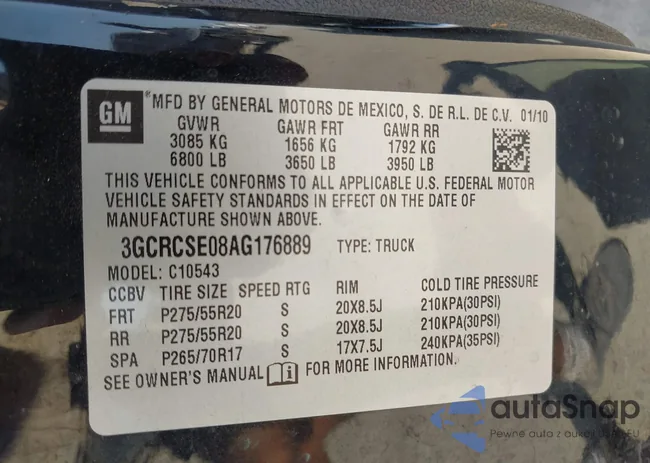 GM
*MFD BY GENERAL MOTORS DE MEXICO, S. DE R.L. DE C.V. 01/10
GVWR GAWR FRT GAWR RR
3085 KG 1656 KG 1792 KG
6800 LB 3650 LB 3950 LB
THIS VEHICLE CONFORMS TO ALL APPLICABLE U.S. FEDERAL MOTOR
VEHICLE SAFETY STANDARDS IN EFFECT ON THE DATE OF
MANUFACTURE SHOWN ABOVE.
3GCRCSE08AG176889 TYPE: TRUCK
MODEL: C10543
CCBV TIRE SIZE SPEED RTG RIM COLD TIRE PRESSURE
FRT P275/55R20 S 20X8.5J 210KPA(30PSI)
RR P275/55R20 S 20X8.5J 210KPA(30PSI)
SPA P265/70R17 S 17X7.5J 240KPA(35PSI)
SEE OWNER'S MANUAL FOR MORE INFORMATION.
autaSnap
Pewne auta z aukcji